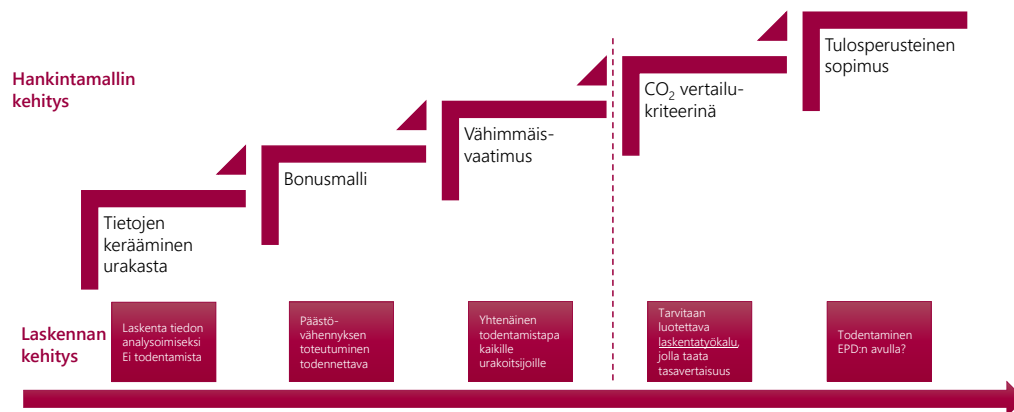 Hankintamallin
kehitys
Tietojen
kerääminen
urakasta
Bonusmalli
Vähimmäis-
vaatimus
CO₂ vertailu-
kriteerinä
Tulosperusteinen
sopimus
Laskennan
kehitys
Laskenta tiedon
analysoimiseksi
Ei todentamista
Päästö-
vähennyksen
toteutuminen
todennettava
Yhtenäinen
todentamistapa
kaikille
urakoitsijoille
Tarvitaan
luotettava
laskentatyökalu,
jolla taata
tasavertaisuus
Todentaminen
EPD:n avulla?